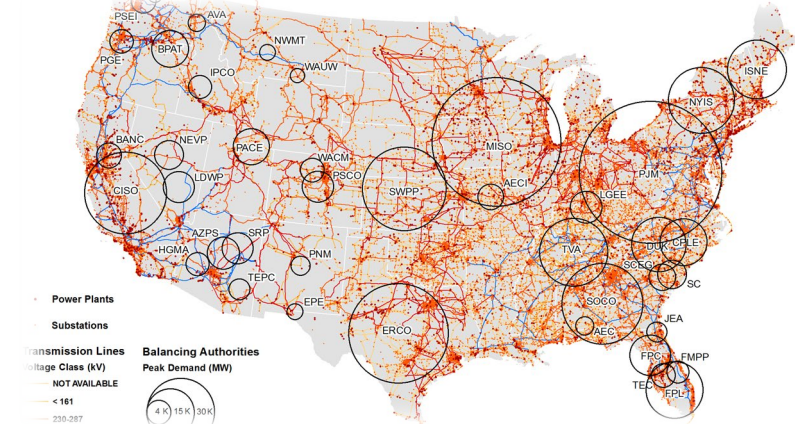 PSEI
AVA
NWMT
PGE
BPAT
WAUW
IPCO
ISNE
NYIS
BANC
NEVP
PACE
MISO
WACM
PSCO
PJM
CISO
LDWP
SWPP
AECI
LGEE
AZPS
SRP
HGMA
TVA
DUK
CPLE
PNM
SCEG
TEPC
SC
EPE
SOCO
ERCO
AEC
JEA
FPC
FMPP
TEC
FPL
Power Plants
Substations
Transmission Lines
Voltage Class (kV)
NOT AVAILABLE
< 161
230-287
Balancing Authorities
Peak Demand (MW)
4 K 15 K 30 K